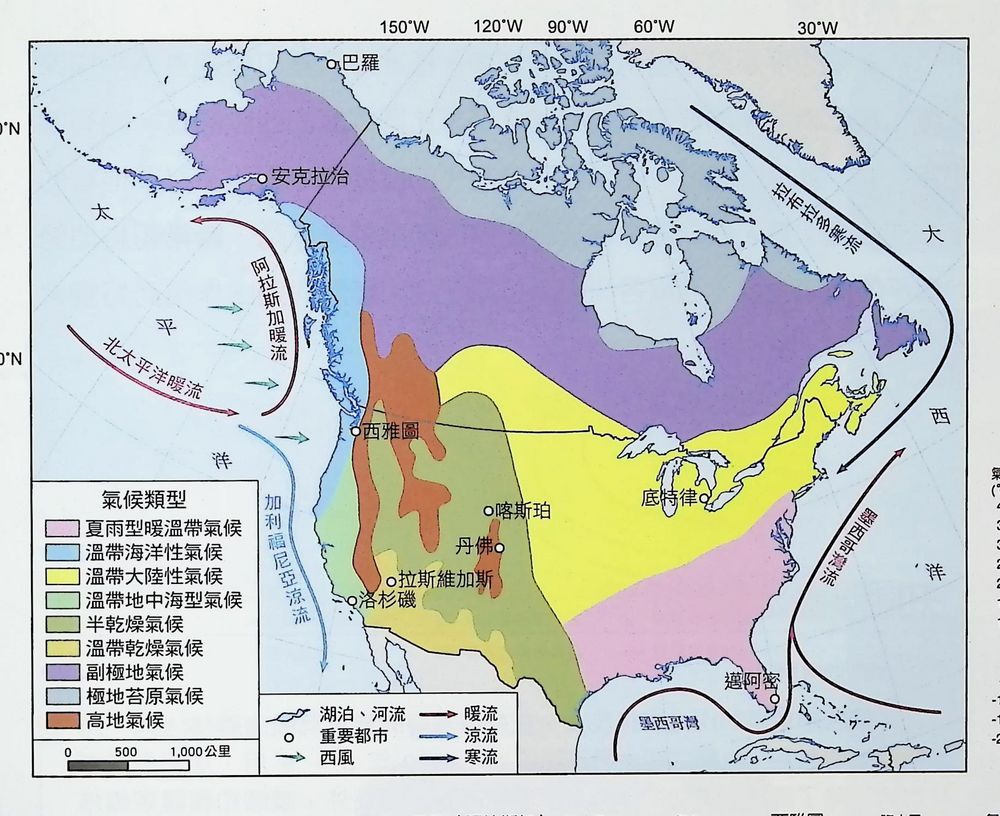 150°W 120°W 90°W 60°W 30°W
巴羅
0°N
安克拉治
太
平
洋
大
西
洋
阿拉斯加暖流
拉布拉多寒流
北太平洋暖流
0°N
西雅圖
底特律
喀斯珀
丹佛
拉斯維加斯
洛杉磯
加利福尼亞涼流
墨西哥灣流
邁阿密
墨西哥灣
氣候類型
夏雨型暖溫帶氣候
溫帶海洋性氣候
溫帶大陸性氣候
溫帶地中海型氣候
半乾燥氣候
溫帶乾燥氣候
副極地氣候
極地苔原氣候
高地氣候
0 500 1,000公里
湖泊、河流
重要都市
西風
暖流
涼流
寒流